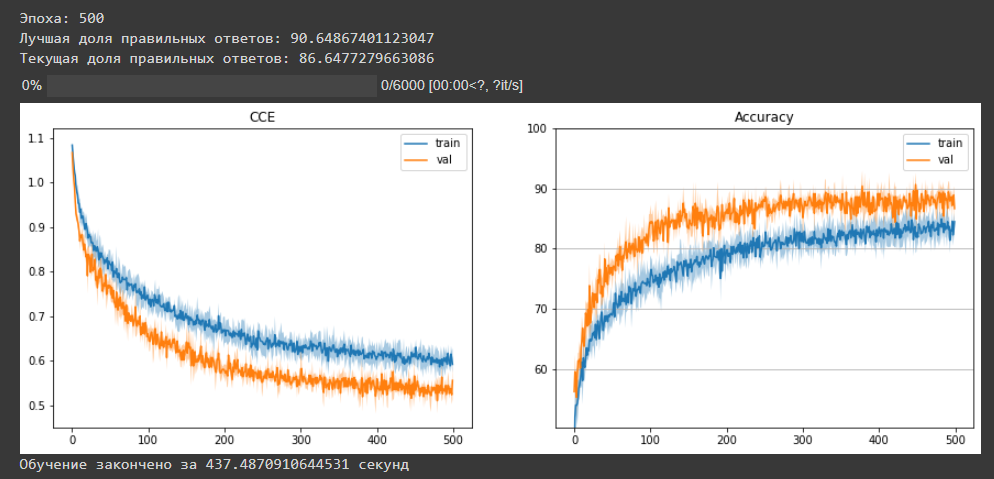 Эпоха: 500
Лучшая доля правильных ответов: 90.64867401123047
Текущая доля правильных ответов: 86.6477279663086
0% 0/6000 [00:00<?, ?it/s]
CCE
train
val
1.1
1.0
0.9
0.8
0.7
0.6
0.5
0 100 200 300 400 500
Accuracy
train
val
100
90
80
70
60
0 100 200 300 400 500
Обучение закончено за 437.4870910644531 секунд